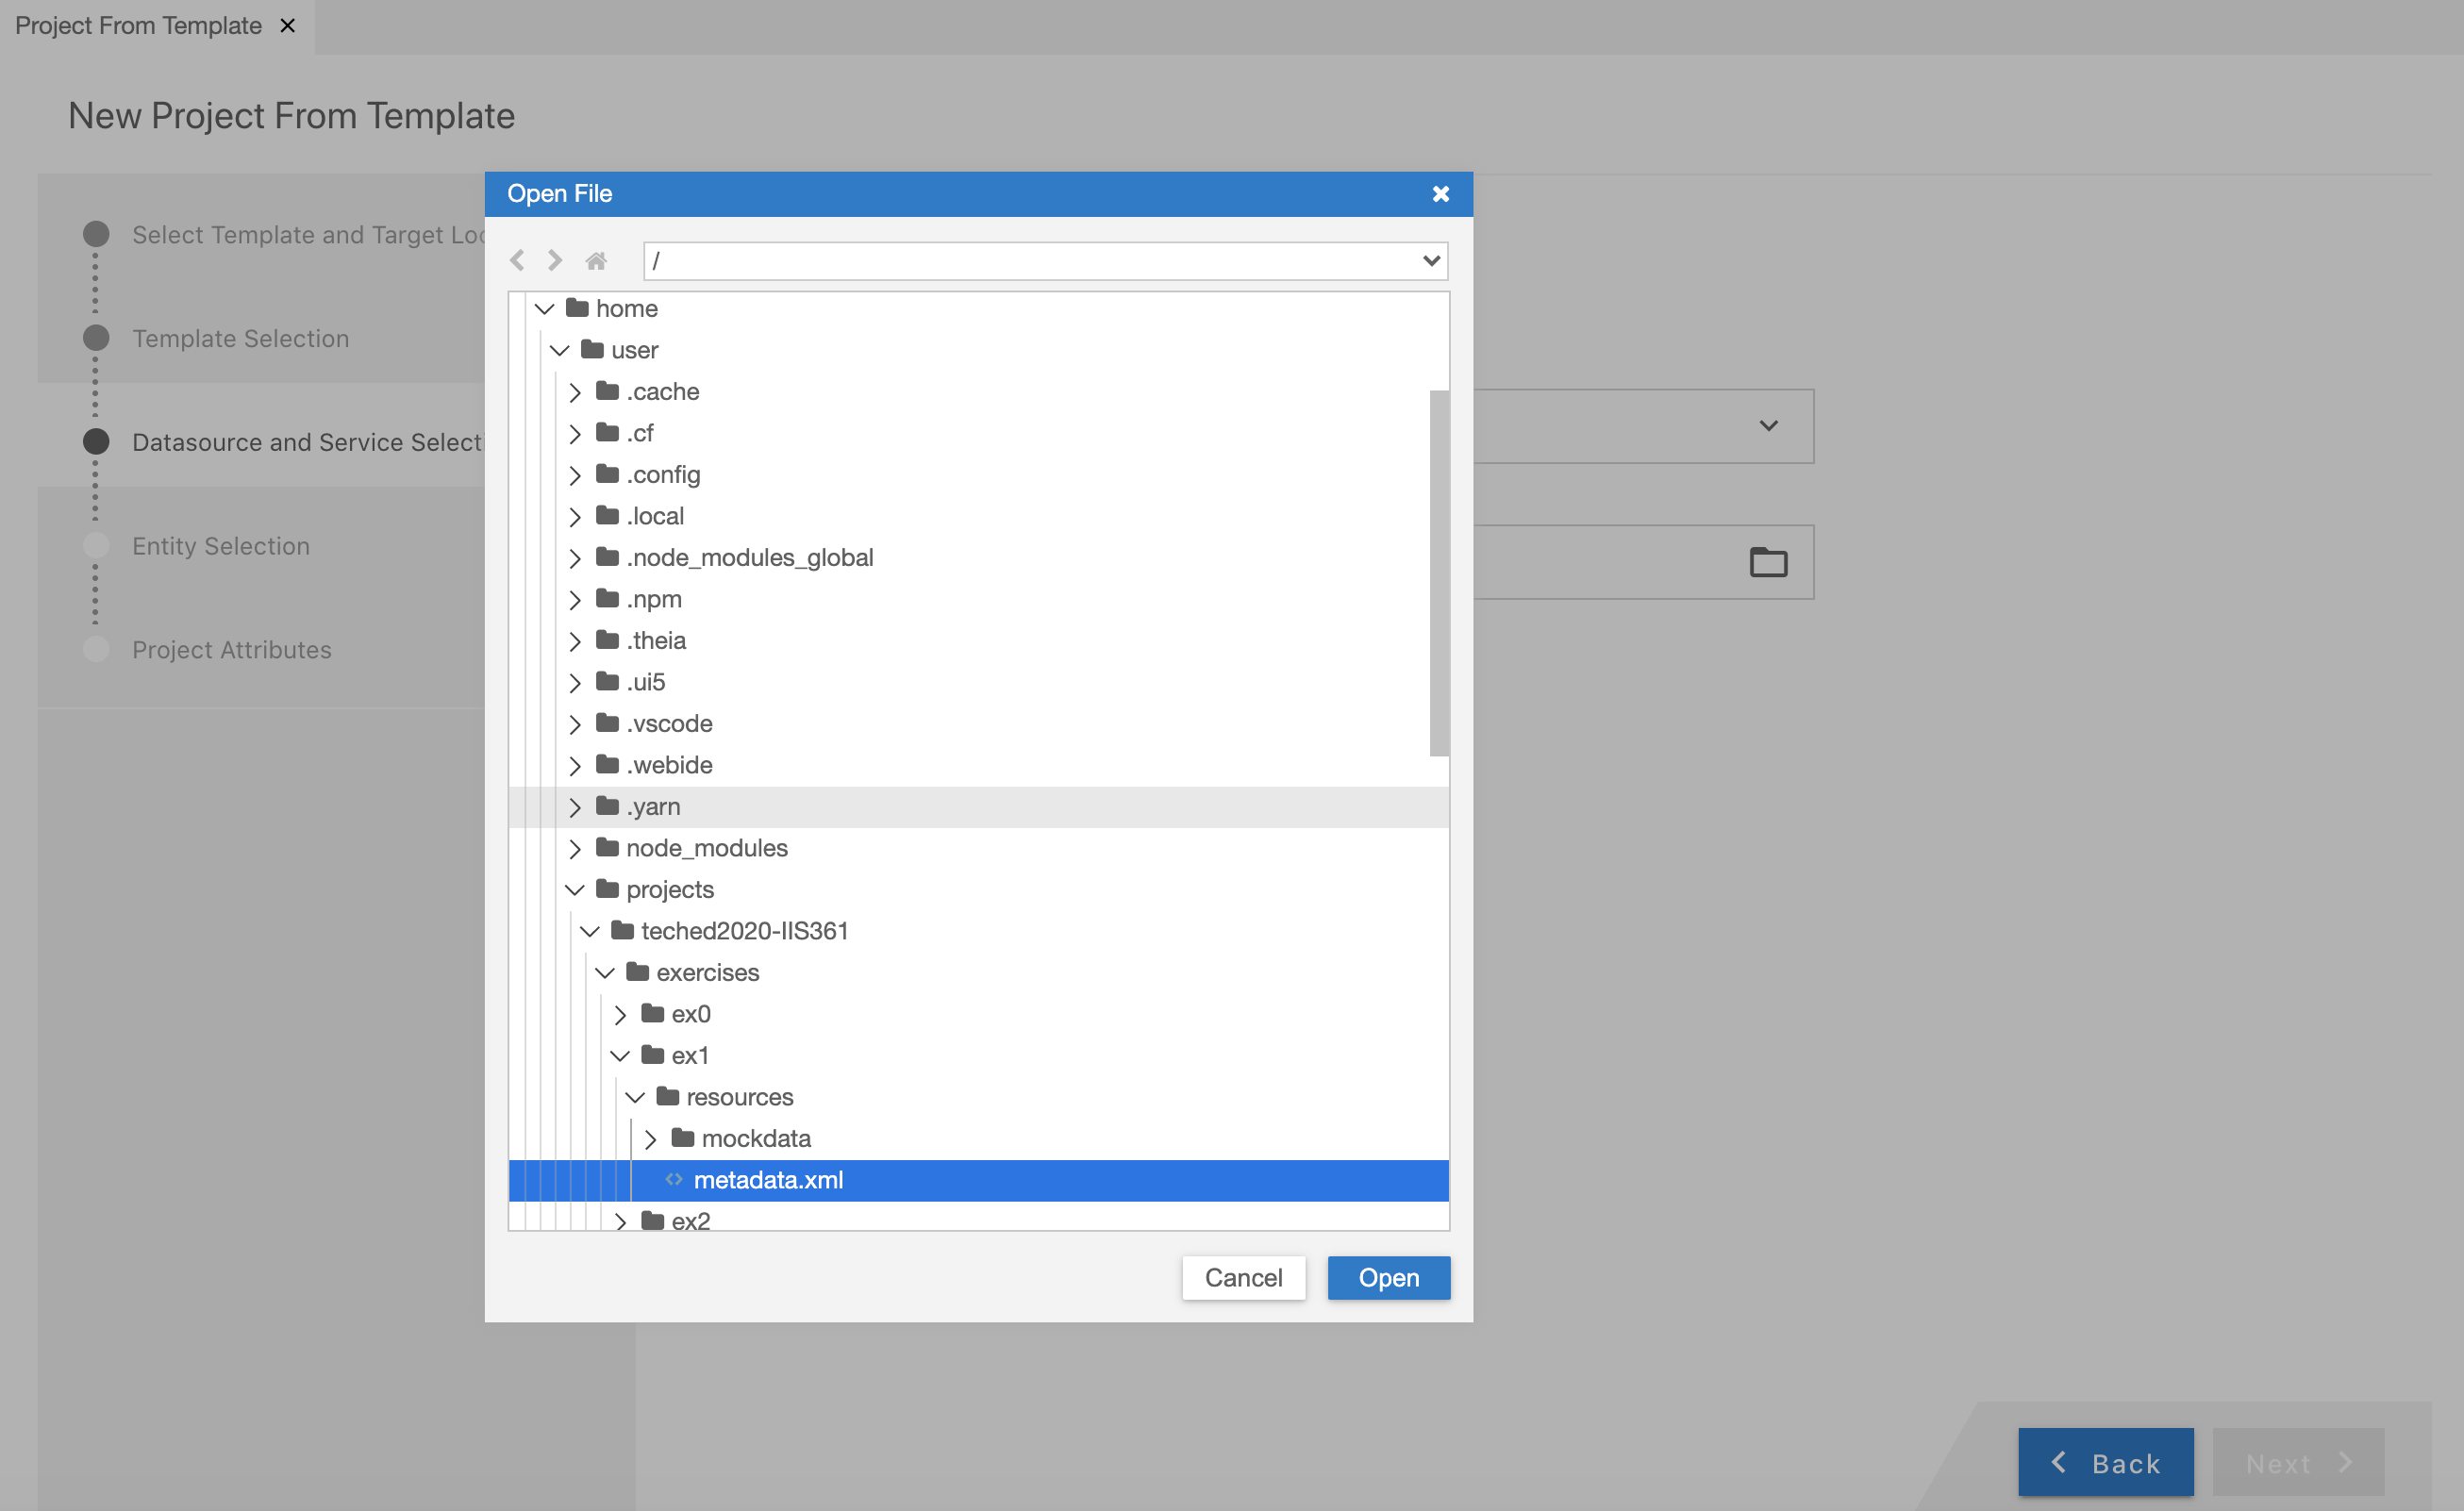 Project From Template
New Project From Template
Select Template and Target Loc
Template Selection
Datasource and Service Select
Entity Selection
Project Attributes
Open File
/
home
user
.cache
.cf
.config
.local
.node_modules_global
.npm
.theia
.ui5
.vscode
.webide
.yarn
node_modules
projects
teched2020-IIS361
exercises
ex0
ex1
resources
mockdata
metadata.xml
ex2
Cancel
Open
Back
Next